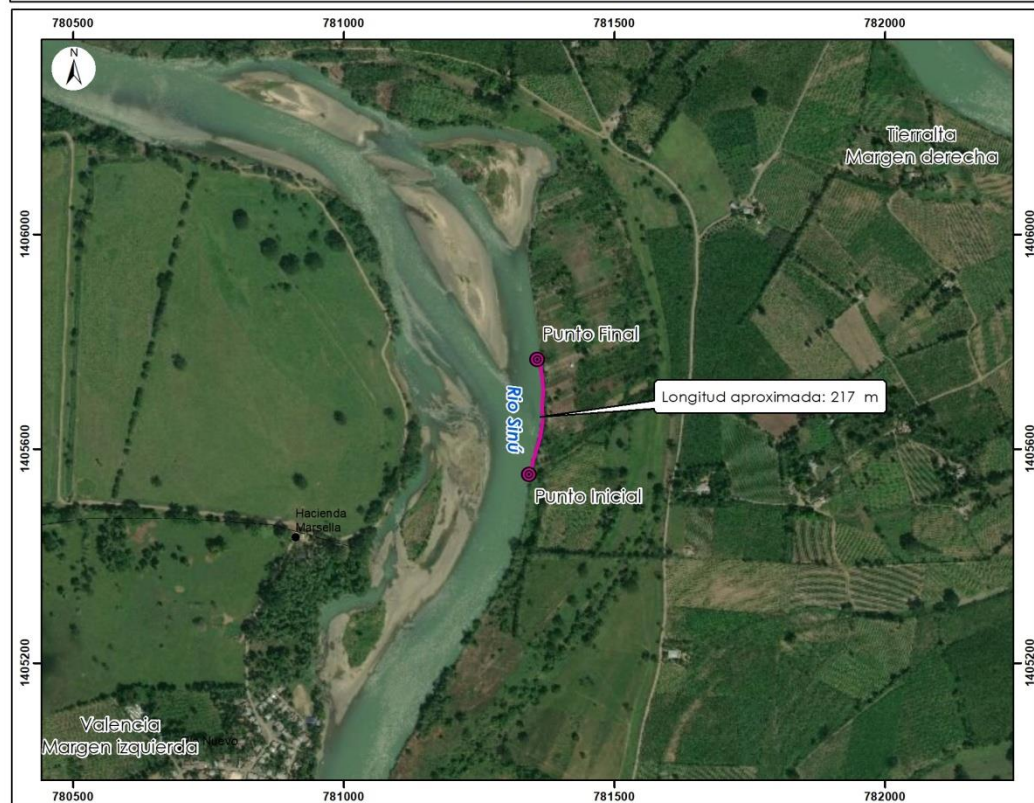 780500 781000 781500 782000
N
Tierralta
Margen derecha
1406000 1406000
Punto Final
Longitud aproximada: 217 m
Río Sinú
1405600 1405600
Punto Inicial
Hacienda
Marsella
1405200 1405200
Valencia
Nuevo
Margen izquierda
780500 781000 781500 782000